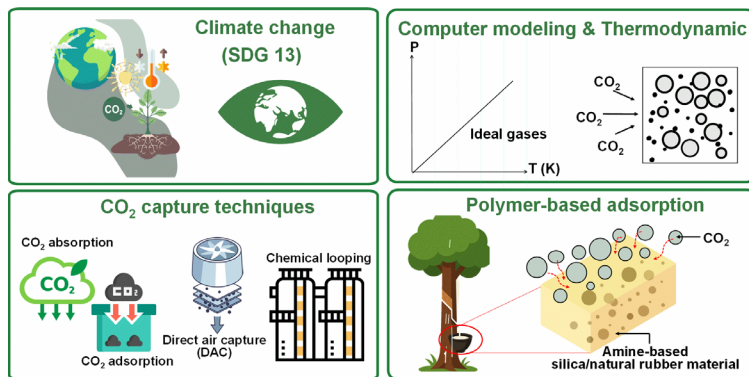 Climate change
(SDG 13)
CO₂
Computer modeling & Thermodynamic
P
Ideal gases
T (K)
CO₂
CO₂
CO₂
CO₂ capture techniques
CO₂ absorption
CO₂
CO₂
CO₂ adsorption
Direct air capture
(DAC)
Chemical looping
Polymer-based adsorption
CO₂
Amine-based
silica/natural rubber material